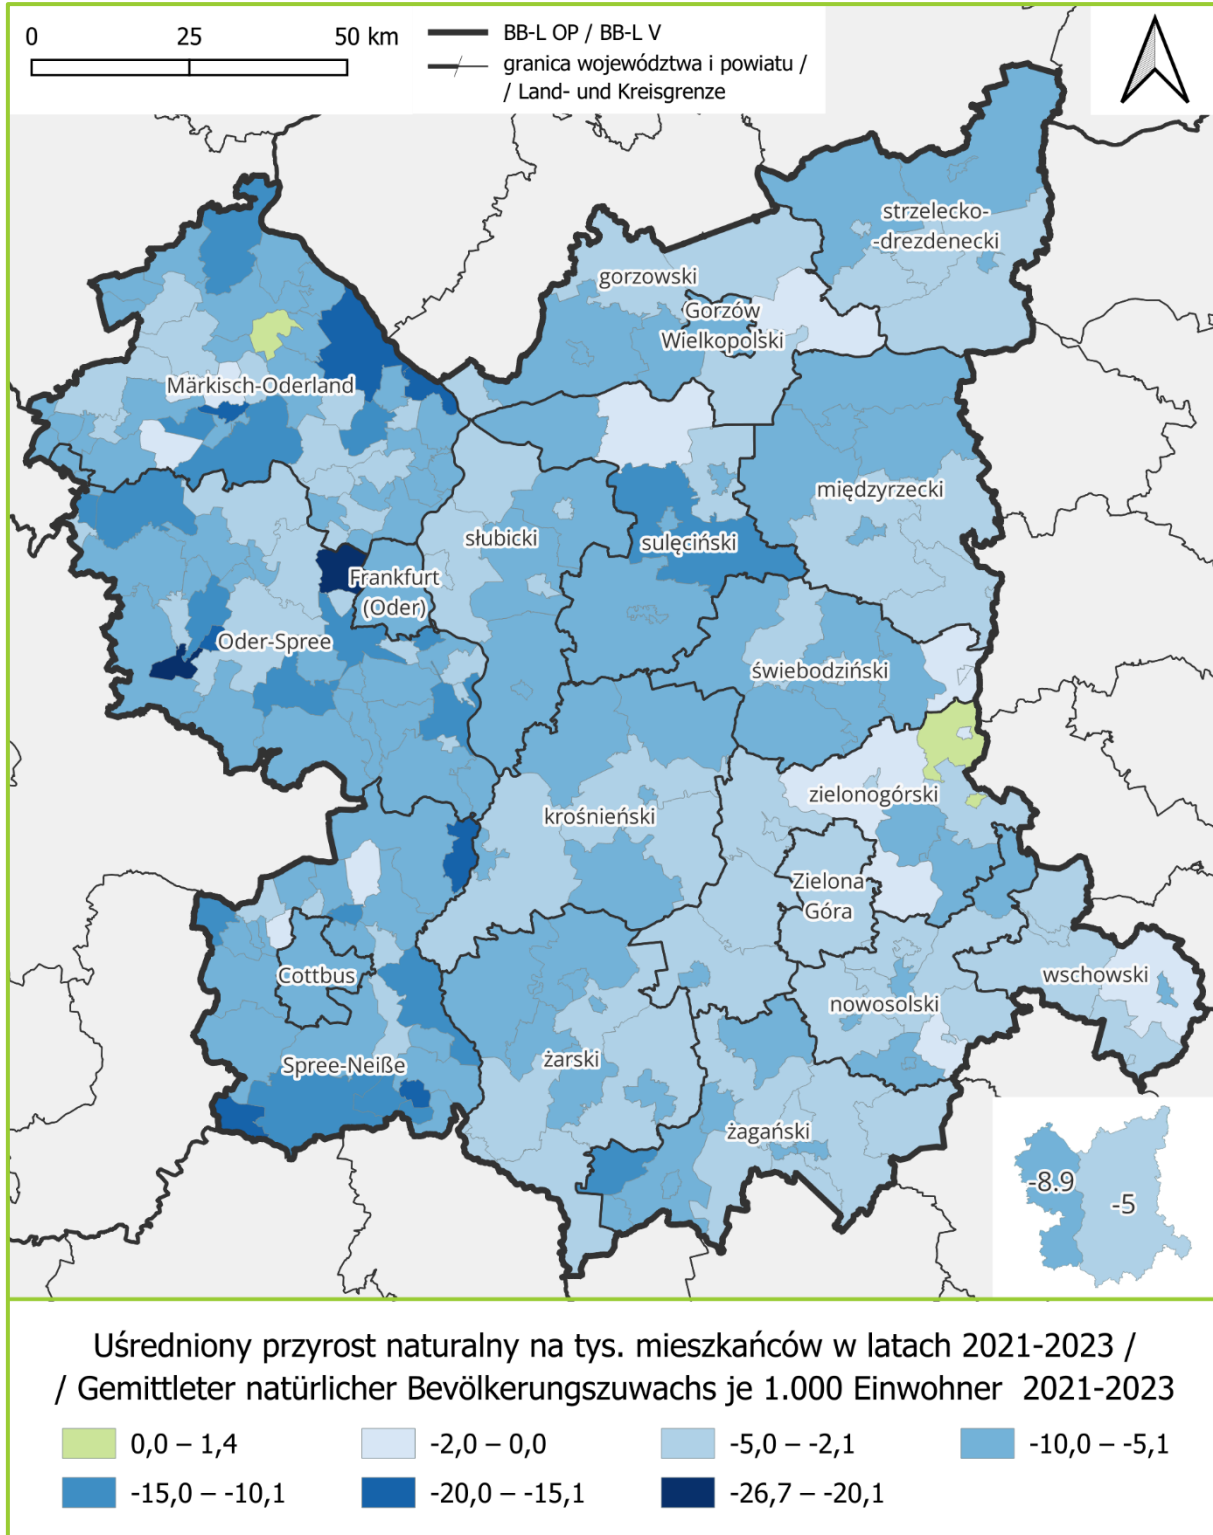 0 25 50 km
BB-L OP / BB-L V
granica województwa i powiatu /
/ Land- und Kreisgrenze
strzelecko-
-drezdenecki
gorzowski
Gorzów
Wielkopolski
Märkisch-Oderland
międzyrzecki
słubicki
sulęciński
Frankfurt
(Oder)
Oder-Spree
świebodziński
zielonogórski
krośnieński
Zielona
Góra
Cottbus
wschowski
nowosolski
Spree-Neiße
żarski
żagański
-8.9
-5
Uśredniony przyrost naturalny na tys. mieszkańców w latach 2021-2023 /
/ Gemittleter natürlicher Bevölkerungszuwachs je 1.000 Einwohner 2021-2023
0,0 – 1,4 -2,0 – 0,0 -5,0 – -2,1 -10,0 – -5,1
-15,0 – -10,1 -20,0 – -15,1 -26,7 – -20,1